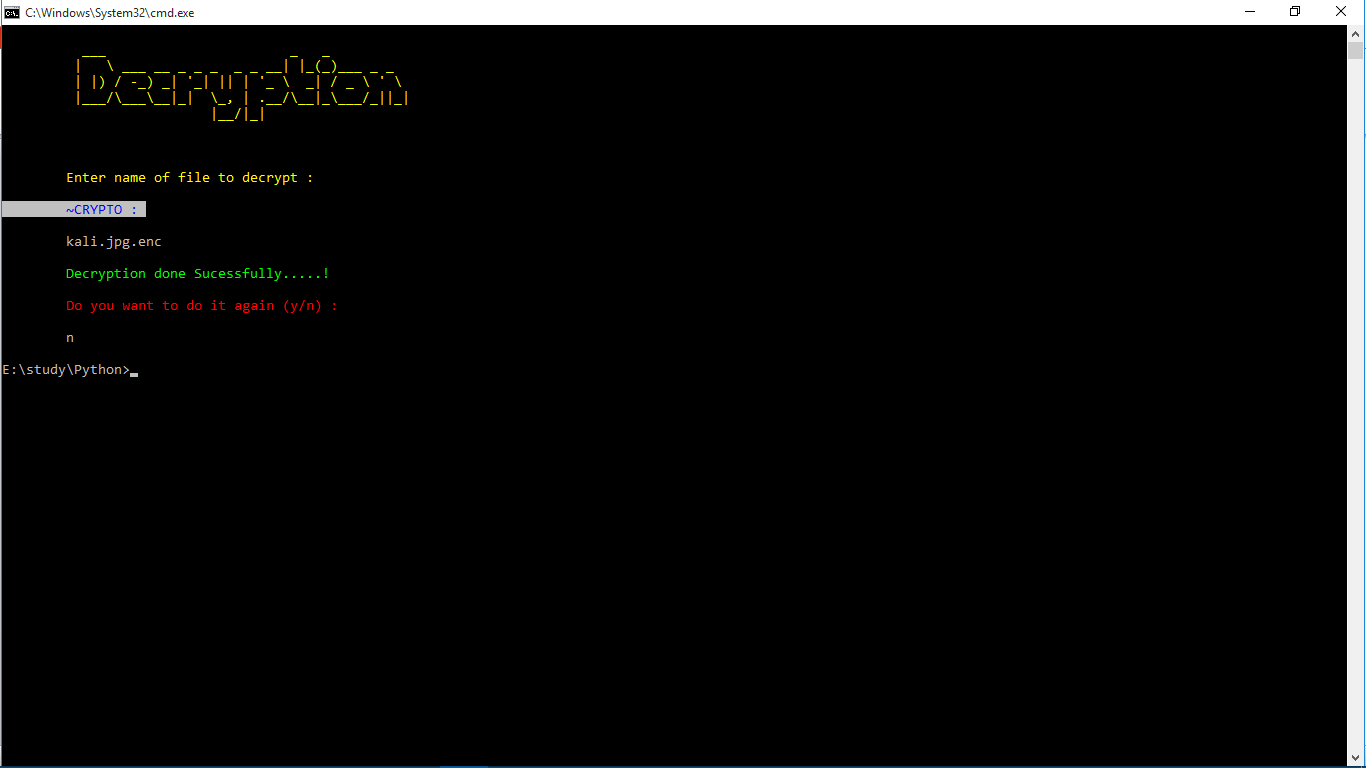 C:\Windows\System32\cmd.exe
Decryption
Enter name of file to decrypt :
~CRYPTO :
kali.jpg.enc
Decryption done Sucessfully.....!
Do you want to do it again (y/n) :
n
E:\study\Python>